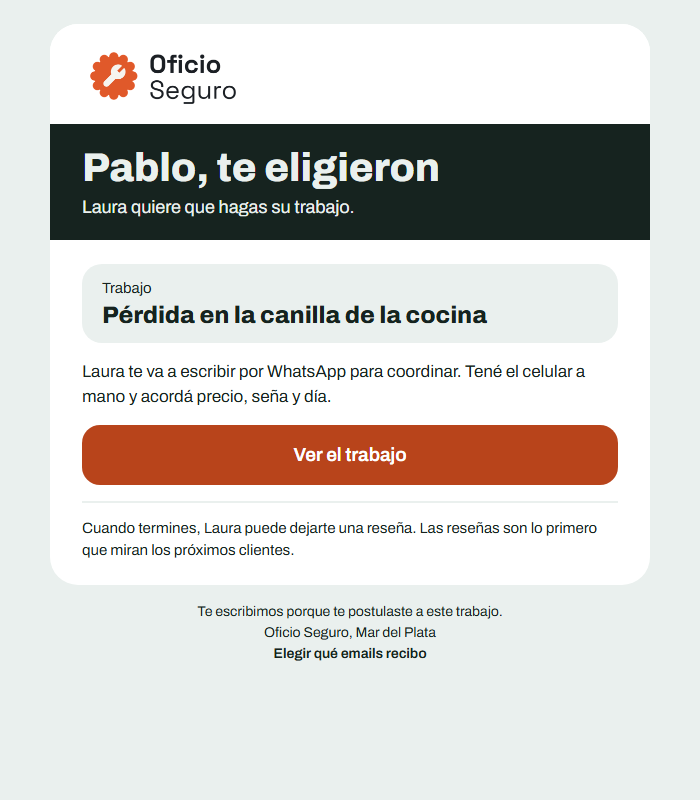 Oficio
Seguro
Pablo, te eligieron
Laura quiere que hagas su trabajo.
Trabajo
Pérdida en la canilla de la cocina
Laura te va a escribir por WhatsApp para coordinar. Tené el celular a
mano y acordá precio, seña y día.
Ver el trabajo
Cuando termines, Laura puede dejarte una reseña. Las reseñas son lo primero
que miran los próximos clientes.
Te escribimos porque te postulaste a este trabajo.
Oficio Seguro, Mar del Plata
Elegir qué emails recibo